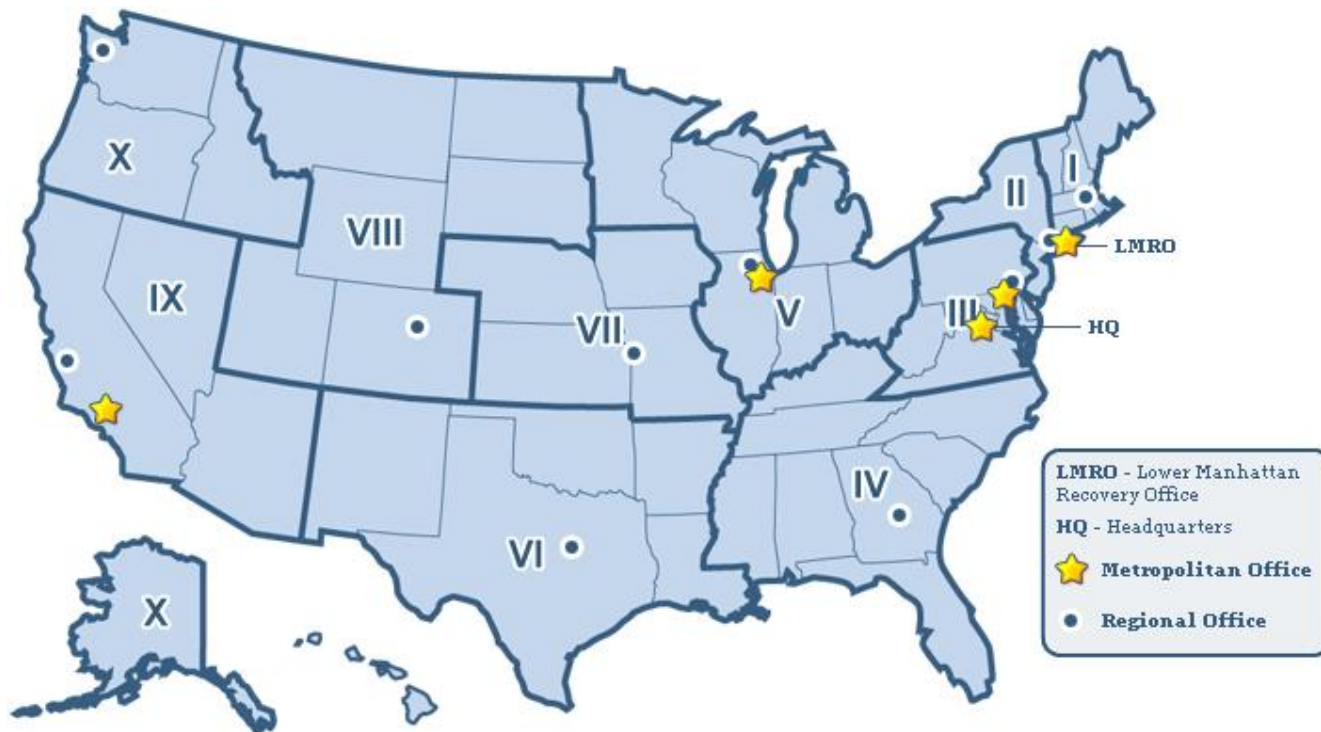 X
VIII
IX
VII
VI
V
IV
III
II
I
LMRO
HQ
X
LMRO - Lower Manhattan
Recovery Office
HQ - Headquarters
Metropolitan Office
Regional Office